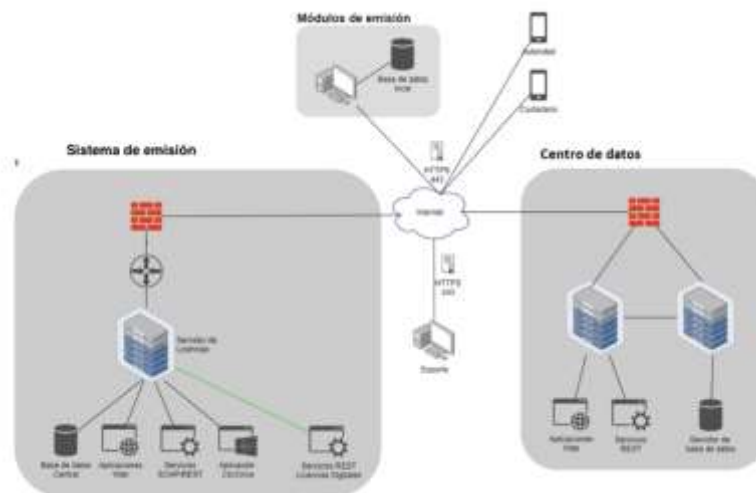 Módulos de emisión
Base de datos
local
Autoridad
Ciudadano
Sistema de emisión
Centro de datos
HTTPS
443
Internet
HTTPS
443
Soporte
Servidor de
Licencias
Base de datos
Central
Aplicaciones
Web
Servicios
SOAP/REST
Aplicación
Servicios REST
Licencias Digitales
Aplicaciones
Web
Servicios
REST
Servidor de
base de datos